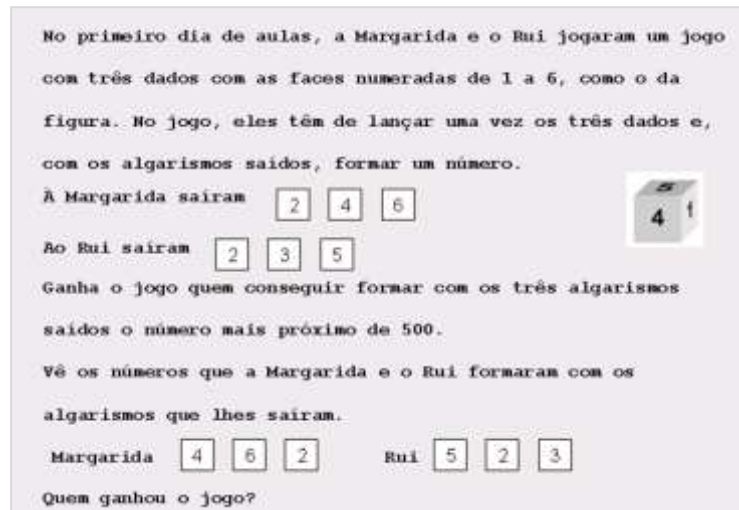 No primeiro dia de aulas, a Margarida e o Rui jogaram um jogo
com três dados com as faces numeradas de 1 a 6, como o da
figura. No jogo, eles têm de lançar uma vez os três dados e,
com os algarismos saídos, formar um número.
À Margarida saíram 2 4 6
5
4 1
Ao Rui saíram 2 3 5
Ganha o jogo quem conseguir formar com os três algarismos
saídos o número mais próximo de 500.
Vê os números que a Margarida e o Rui formaram com os
algarismos que lhes saíram.
Margarida 4 6 2 Rui 5 2 3
Quem ganhou o jogo?